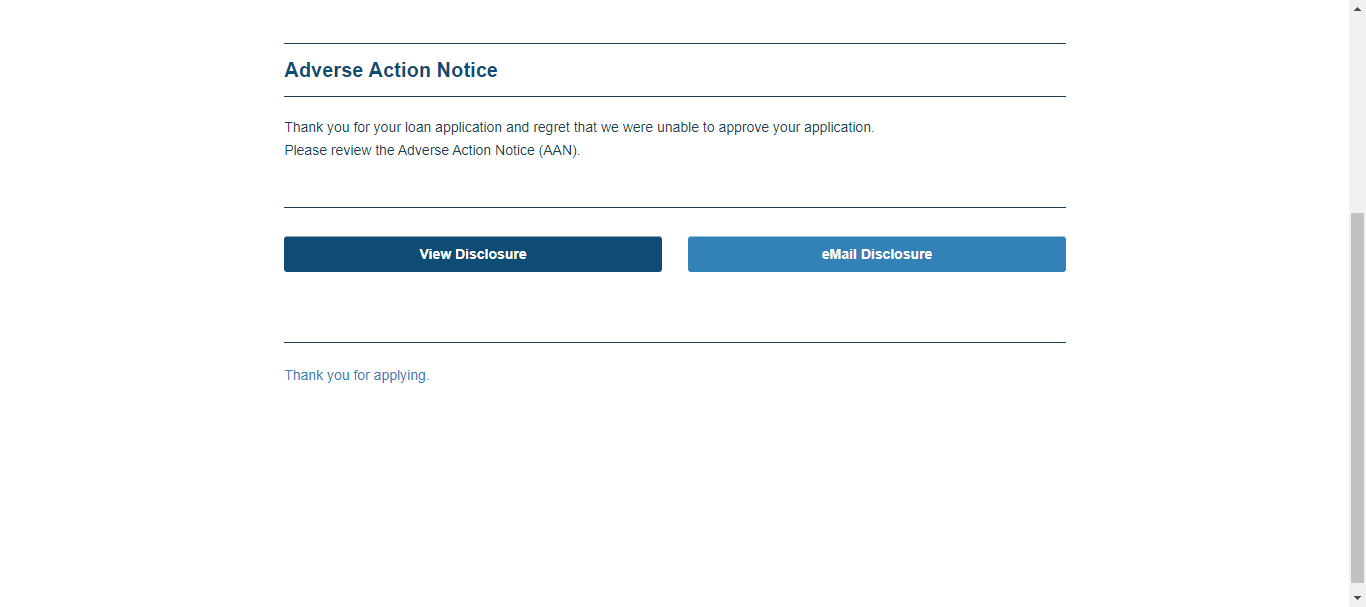 Adverse Action Notice
Thank you for your loan application and regret that we were unable to approve your application.
Please review the Adverse Action Notice (AAN).
View Disclosure
eMail Disclosure
Thank you for applying.